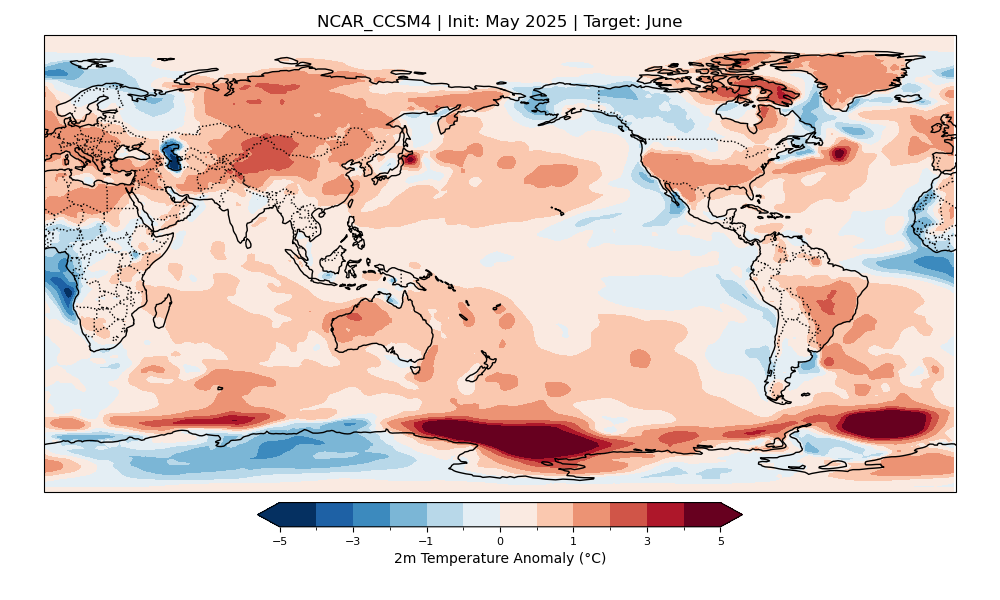 NCAR_CCSM4 | Init: May 2025 | Target: June
−5 −3 −1 0 1 3 5
2m Temperature Anomaly (°C)